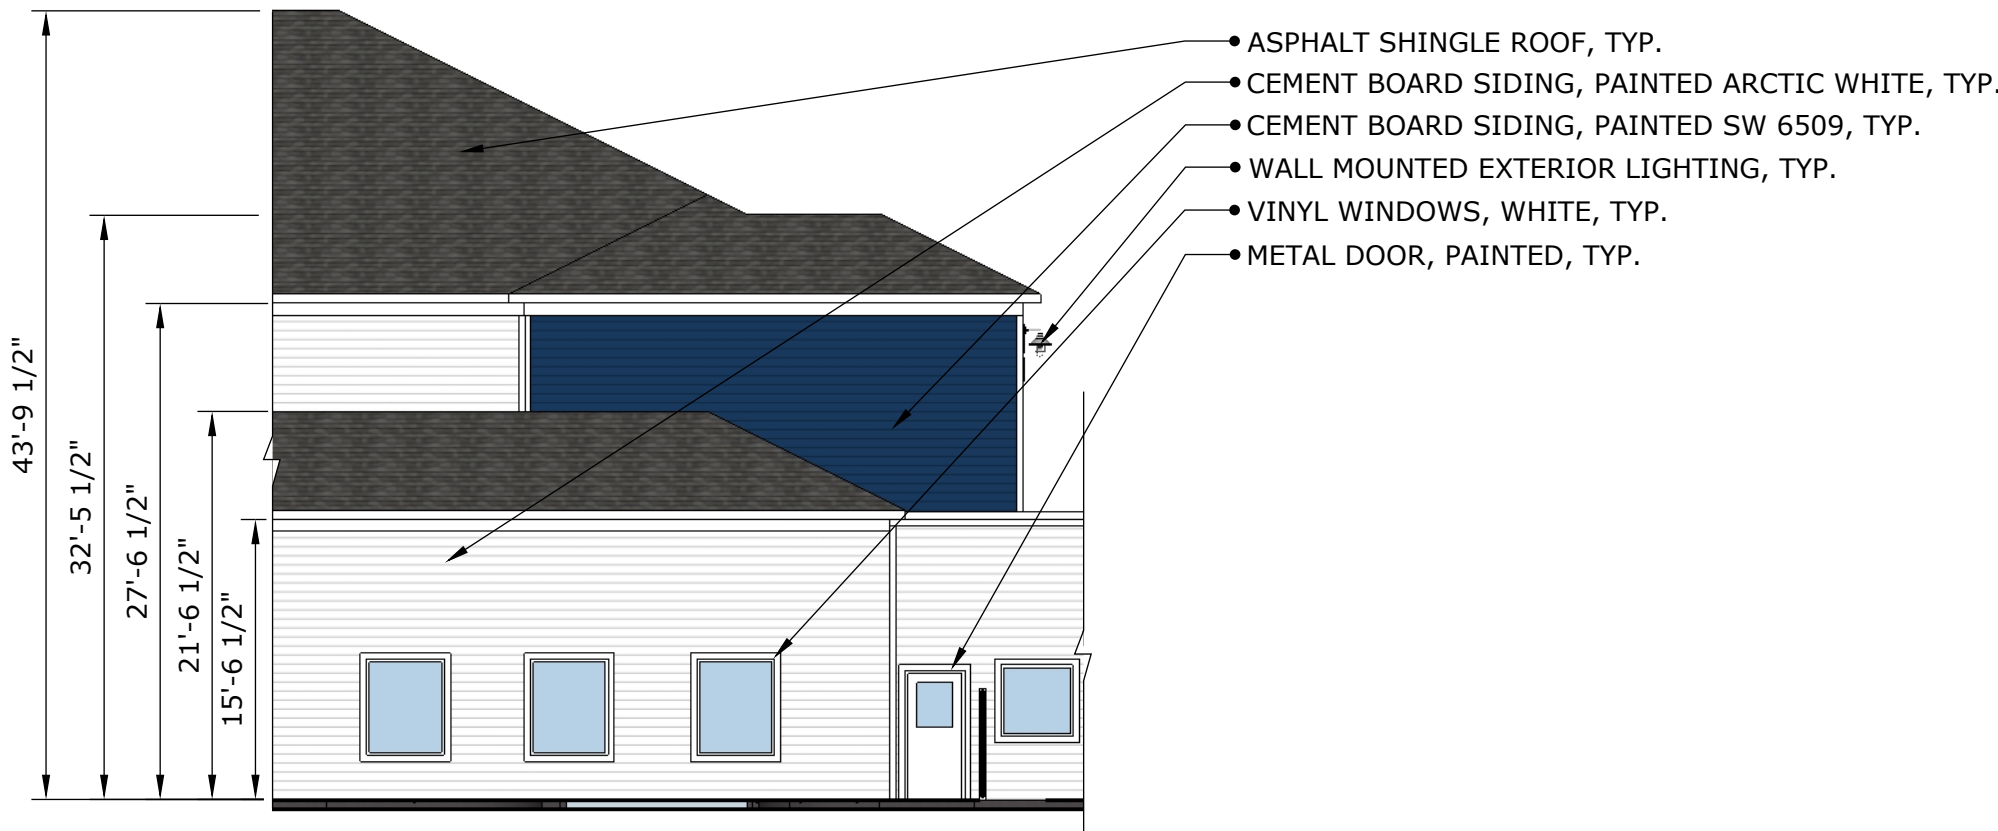 ASPHALT SHINGLE ROOF, TYP.
CEMENT BOARD SIDING, PAINTED ARCTIC WHITE, TYP.
CEMENT BOARD SIDING, PAINTED SW 6509, TYP.
WALL MOUNTED EXTERIOR LIGHTING, TYP.
VINYL WINDOWS, WHITE, TYP.
METAL DOOR, PAINTED, TYP.
43'-9 1/2"
32'-5 1/2"
27'-6 1/2"
21'-6 1/2"
15'-6 1/2"